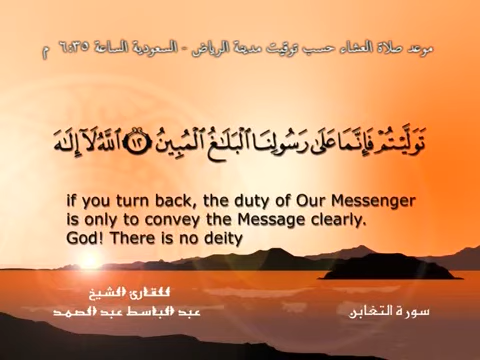 موعد صلاة العشاء حسب توقيت مدينة الرياض - السعودية الساعة ٦:٣٥ م
تَوَلَّيْتُمْ فَإِنَّمَا عَلَىٰ رَسُولِنَا الْبَلَاغُ الْمُبِينُ ١٢ اللَّهُ لَا إِلَٰهَ
if you turn back, the duty of Our Messenger
is only to convey the Message clearly.
God! There is no deity
للقارئ الشيخ
عبد الباسط عبد الصمد
سورة التغابن